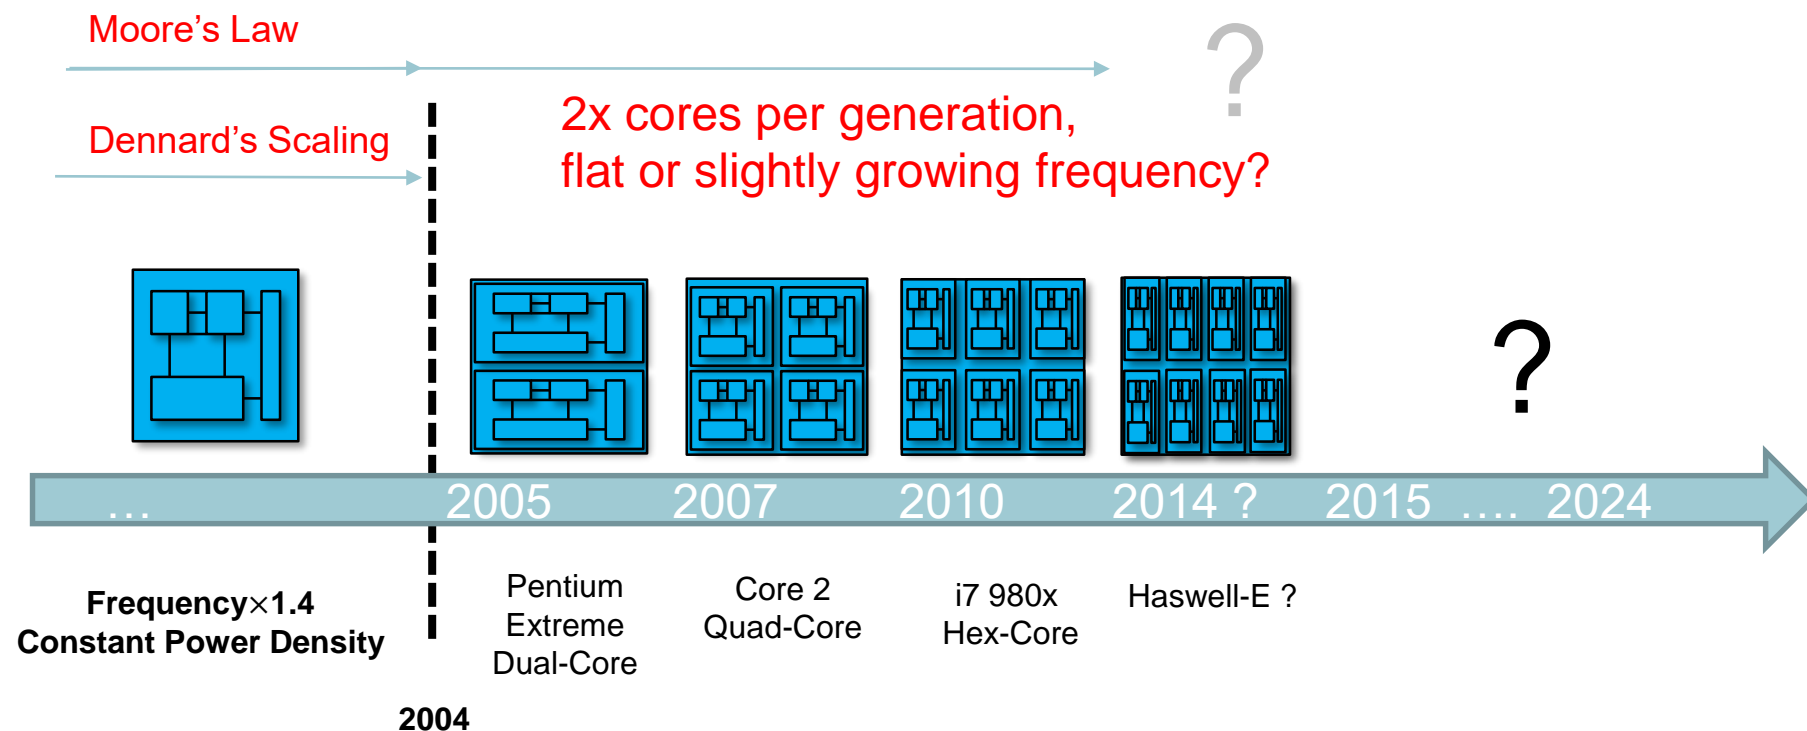 Moore's Law
?
2x cores per generation,
flat or slightly growing frequency?
Dennard's Scaling
?
… 2005 2007 2010 2014 ? 2015 …. 2024
Frequency×1.4
Constant Power Density
Pentium
Extreme
Dual-Core
Core 2
Quad-Core
i7 980x
Hex-Core
Haswell-E ?
2004